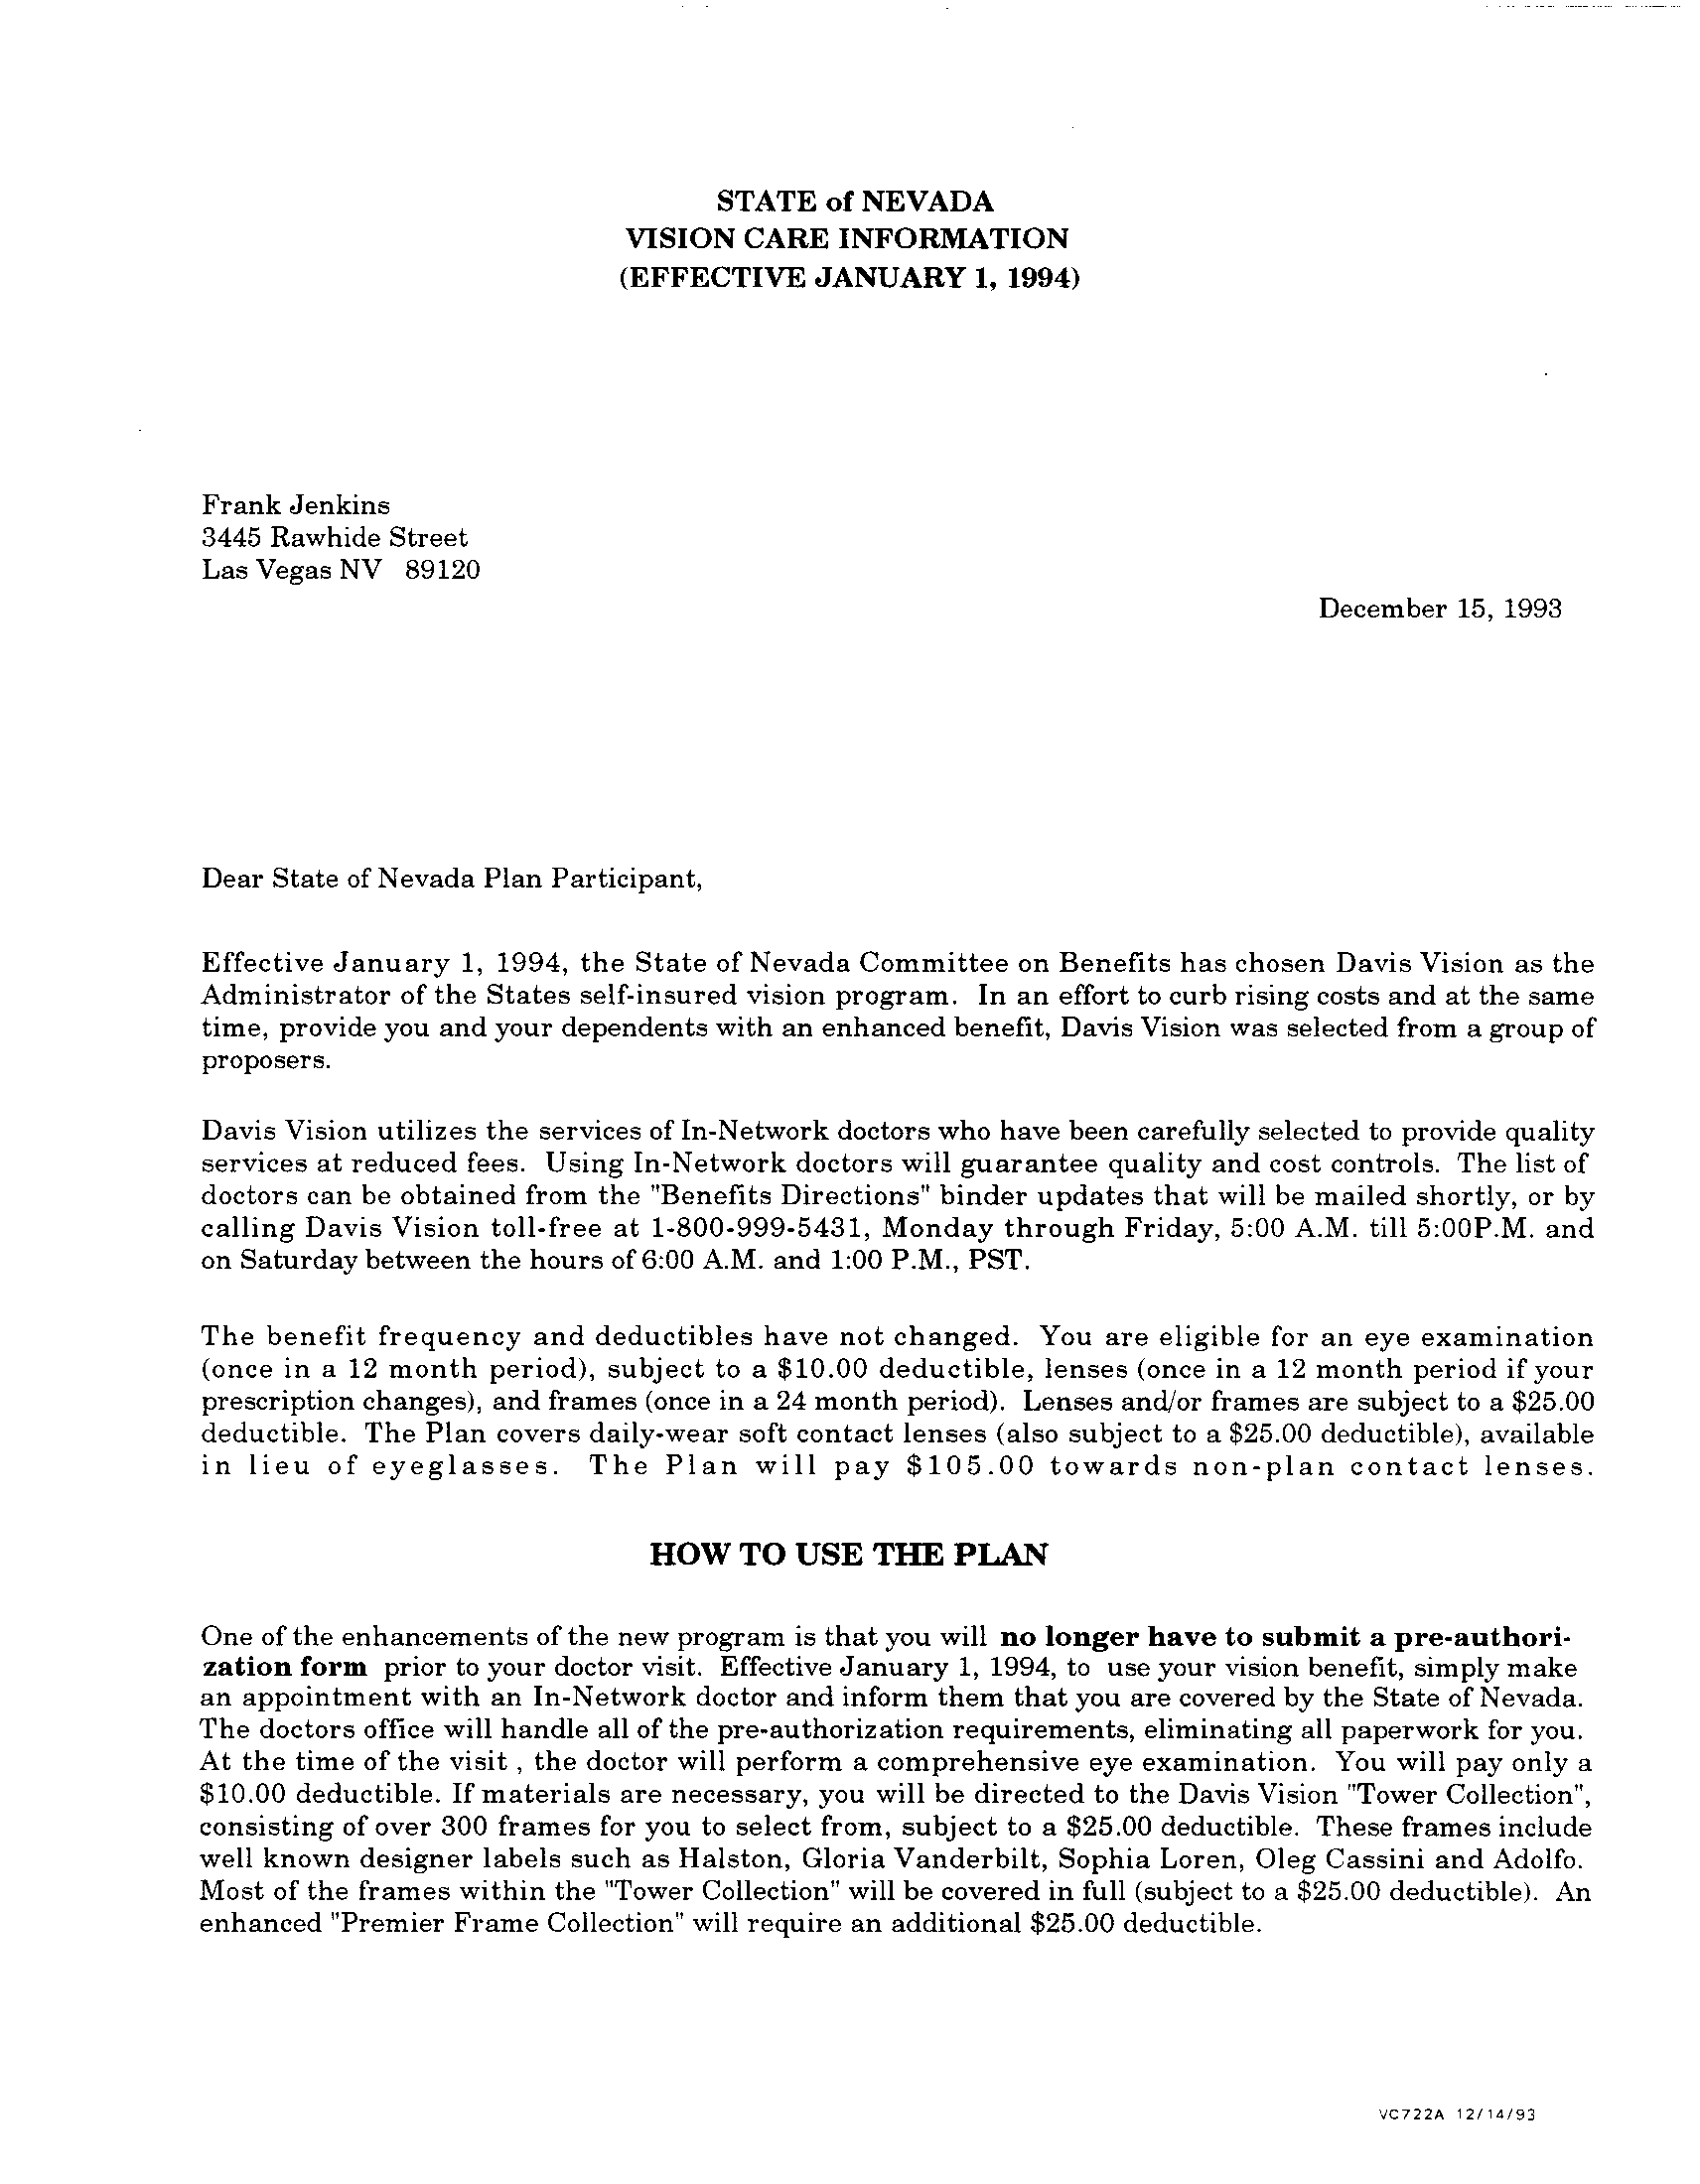 STATE of NEVADA
VISION CARE INFORMATION
(EFFECTIVE JANUARY 1, 1994)
Frank Jenkins
3445 Rawhide Street
Las Vegas NV 89120
December 15, 1993
Dear State of Nevada Plan Participant,
Effective January 1, 1994, the State of Nevada Committee on Benefits has chosen Davis Vision as the
Administrator of the States self-insured vision program. In an effort to curb rising costs and at the same
time, provide you and your dependents with an enhanced benefit, Davis Vision was selected from a group of
proposers.
Davis Vision utilizes the services of In-Network doctors who have been carefully selected to provide quality
services at reduced fees. Using In-Network doctors will guarantee quality and cost controls. The list of
doctors can be obtained from the "Benefits Directions" binder updates that will be mailed shortly, or by
calling Davis Vision toll-free at 1-800-999-5431, Monday through Friday, 5:00 A.M. till 5:00P.M. and
on Saturday between the hours of 6:00 A.M. and 1:00 P.M., PST.
The benefit frequency and deductibles have not changed. You are eligible for an eye examination
(once in a 12 month period), subject to a $10.00 deductible, lenses (once in a 12 month period if your
prescription changes), and frames (once in a 24 month period). Lenses and/or frames are subject to a $25.00
deductible. The Plan covers daily-wear soft contact lenses (also subject to a $25.00 deductible), available
in lieu of eyeglasses. The Plan will pay $105.00 towards non-plan contact lenses.
HOW TO USE THE PLAN
One of the enhancements of the new program is that you will no longer have to submit a pre-authori-
zation form prior to your doctor visit. Effective January 1, 1994, to use your vision benefit, simply make
an appointment with an In-Network doctor and inform them that you are covered by the State of Nevada.
The doctors office will handle all of the pre-authorization requirements, eliminating all paperwork for you.
At the time of the visit , the doctor will perform a comprehensive eye examination. You will pay only a
$10.00 deductible. If materials are necessary, you will be directed to the Davis Vision "Tower Collection",
consisting of over 300 frames for you to select from, subject to a $25.00 deductible. These frames include
well known designer labels such as Halston, Gloria Vanderbilt, Sophia Loren, Oleg Cassini and Adolfo.
Most of the frames within the "Tower Collection" will be covered in full (subject to a $25.00 deductible). An
enhanced "Premier Frame Collection" will require an additional $25.00 deductible.
VC722A 12/14/93